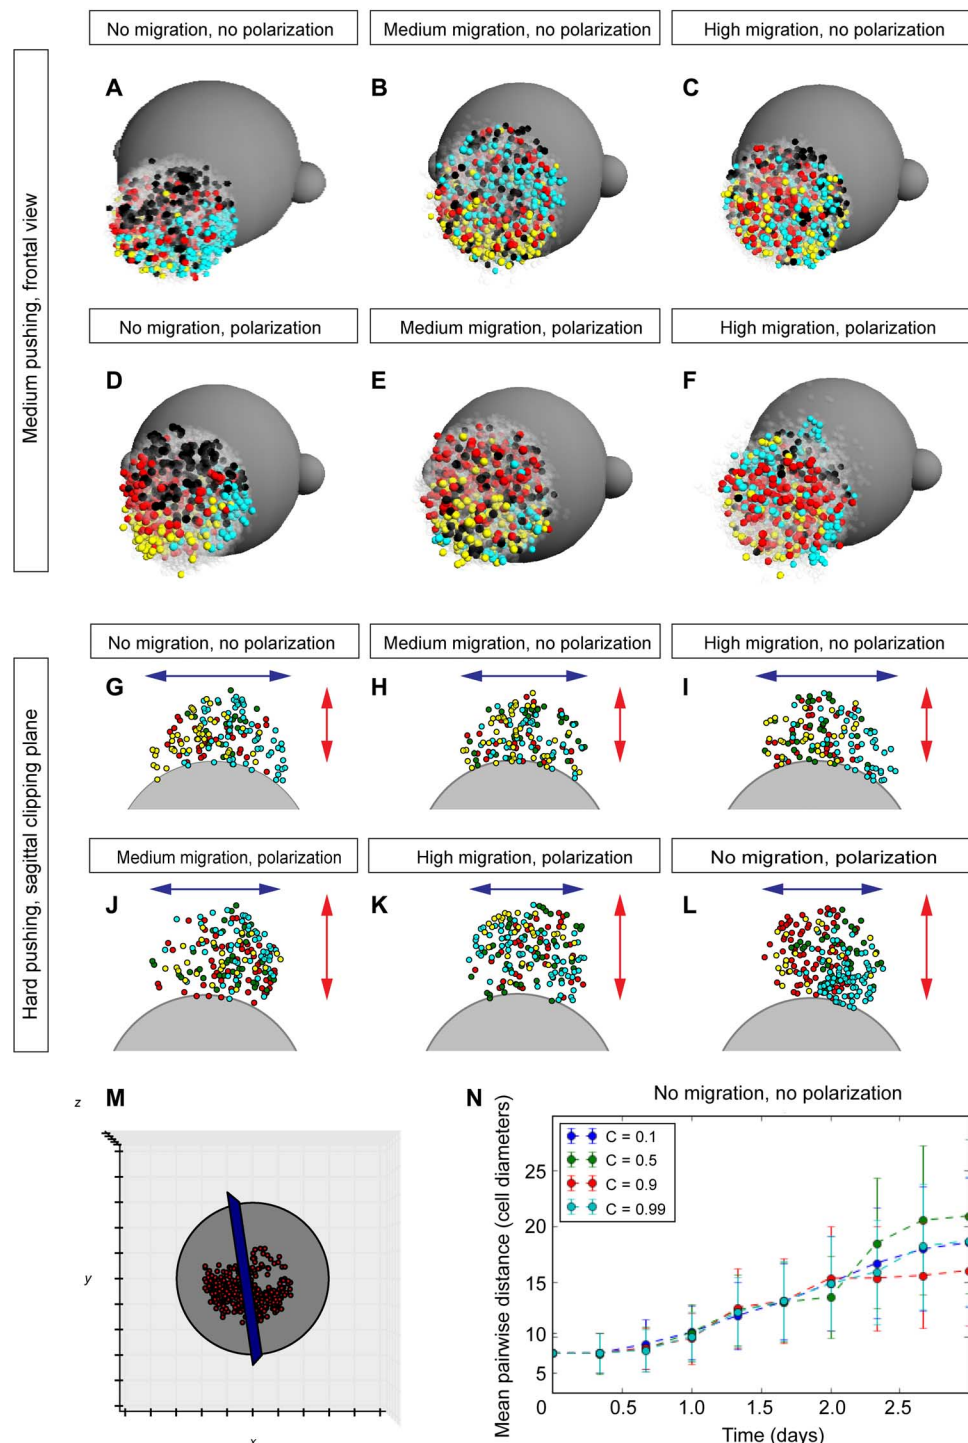 No migration, no polarization
Medium migration, no polarization
High migration, no polarization
Medium pushing, frontal view
A
B
C
No migration, polarization
Medium migration, polarization
High migration, polarization
D
E
F
No migration, no polarization
Medium migration, no polarization
High migration, no polarization
Hard pushing, sagittal clipping plane
G
H
I
Medium migration, polarization
High migration, polarization
No migration, polarization
J
K
L
M
z
y
x
N
No migration, no polarization
Mean pairwise distance (cell diameters)
C = 0.1
C = 0.5
C = 0.9
C = 0.99
25
20
15
10
5
0
0.5
1.0
1.5
2.0
2.5
Time (days)